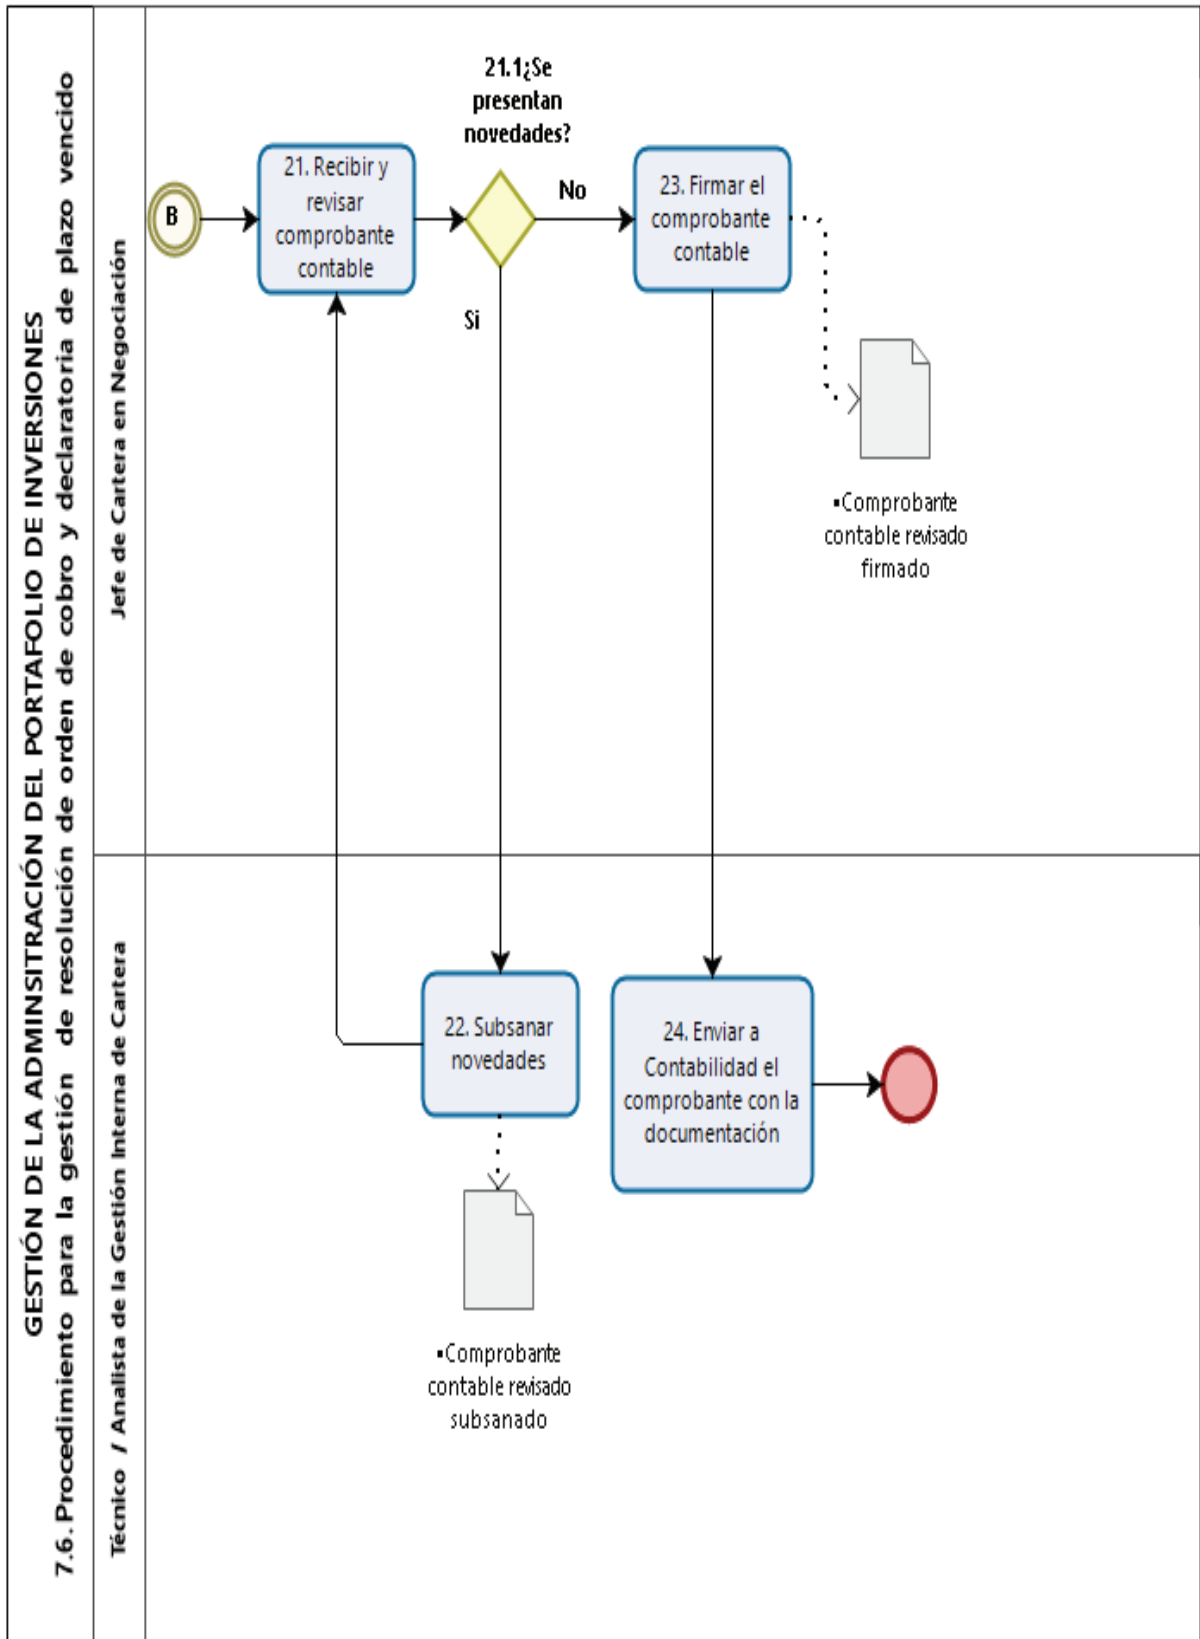 GESTIÓN DE LA ADMINSITRACIÓN DEL PORTAFOLIO DE INVERSIONES
7.6. Procedimiento para la gestión de resolución de orden de cobro y declaratoria de plazo vencido
Jefe de Cartera en Negociación
B
21. Recibir y
revisar
comprobante
contable
21.1¿Se
presentan
novedades?
No
Si
23. Firmar el
comprobante
contable
▪Comprobante
contable revisado
firmado
Técnico / Analista de la Gestión Interna de Cartera
22. Subsanar
novedades
▪Comprobante
contable revisado
subsanado
24. Enviar a
Contabilidad el
comprobante con la
documentación